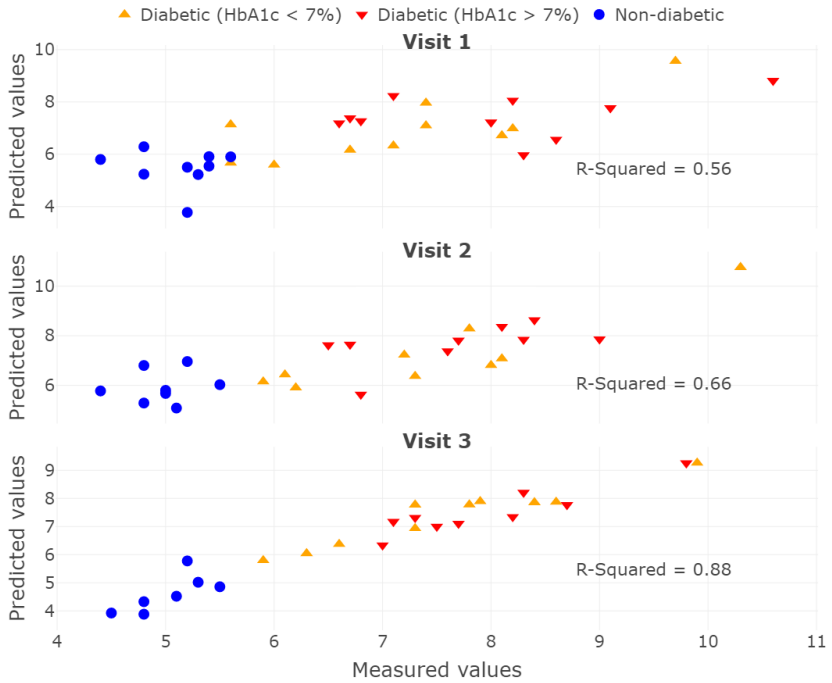 Diabetic (HbA1c < 7%) Diabetic (HbA1c > 7%) Non-diabetic
Visit 1
10
8
6
4
Predicted values
R-Squared = 0.56
Visit 2
10
8
6
Predicted values
R-Squared = 0.66
Visit 3
9
8
7
6
5
4
Predicted values
R-Squared = 0.88
4 5 6 7 8 9 10 11
Measured values